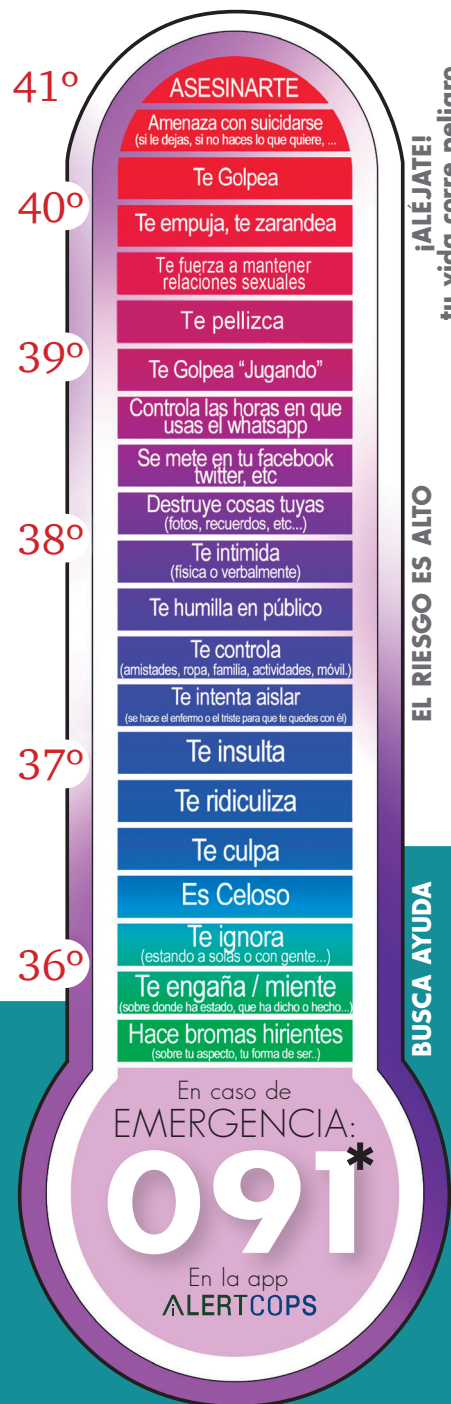 41º
ASESINARTE
Amenaza con suicidarse
(si le dejas, si no haces lo que quiere, ...
Te Golpea
40º
Te empuja, te zarandea
Te fuerza a mantener
relaciones sexuales
Te pellizca
39º
Te Golpea “Jugando”
Controla las horas en que
usas el whatsapp
Se mete en tu facebook
twitter, etc
Destruye cosas tuyas
(fotos, recuerdos, etc...)
38º
Te intimida
(física o verbalmente)
Te humilla en público
Te controla
(amistades, ropa, familia, actividades, móvil.)
Te intenta aislar
(se hace el enfermo o el triste para que te quedes con él)
37º
Te insulta
Te ridiculiza
Te culpa
Es Celoso
36º
Te ignora
(estando a solas o con gente...)
Te engaña / miente
(sobre donde ha estado, que ha dicho o hecho...)
Hace bromas hirientes
(sobre tu aspecto, tu forma de ser..)
¡ALÉJATE!
tu vida corre peligro
EL RIESGO ES ALTO
BUSCA AYUDA
En caso de
EMERGENCIA:
091*
En la app
ALERTCOPS